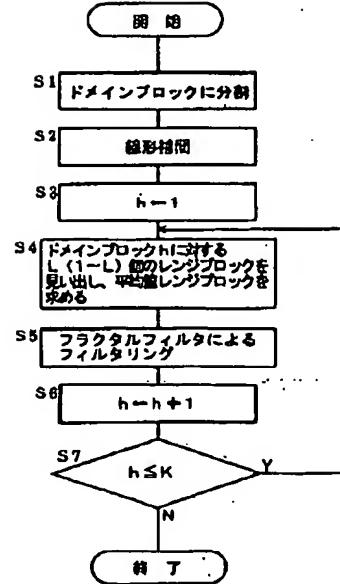 開始
S1
ドメインブロックに分割
S2
線形補間
S3
h←1
S4
ドメインブロックhに対する
L(1~L)個のレンジブロックを
見い出し、平均値レンジブロックを
求める
S5
フラクタルフィルタによる
フィルタリング
S6
h←h+1
S7
h≦K
Y
N
終了